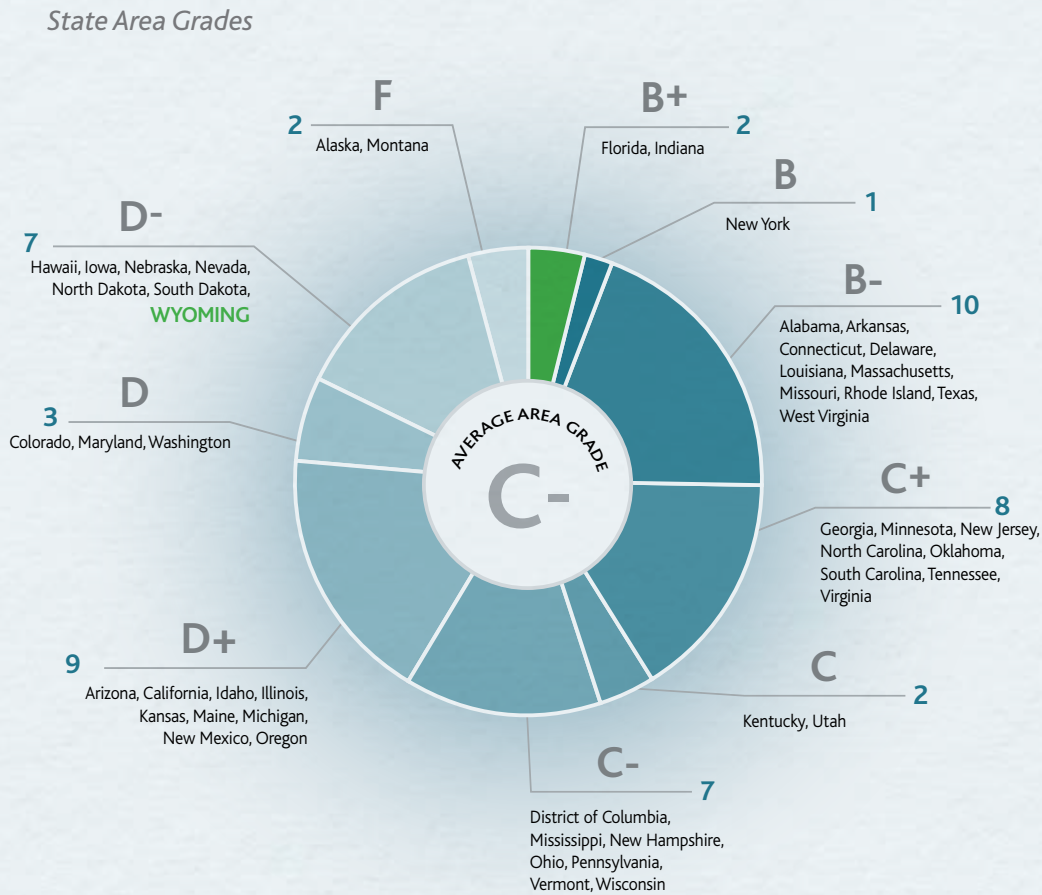 State Area Grades
F
2
Alaska, Montana
B+
2
Florida, Indiana
B
1
New York
B-
10
Alabama, Arkansas,
Connecticut, Delaware,
Louisiana, Massachusetts,
Missouri, Rhode Island, Texas,
West Virginia
C+
8
Georgia, Minnesota, New Jersey,
North Carolina, Oklahoma,
South Carolina, Tennessee,
Virginia
C
2
Kentucky, Utah
C-
7
District of Columbia,
Mississippi, New Hampshire,
Ohio, Pennsylvania,
Vermont, Wisconsin
D+
9
Arizona, California, Idaho, Illinois,
Kansas, Maine, Michigan,
New Mexico, Oregon
D
3
Colorado, Maryland, Washington
D-
7
Hawaii, Iowa, Nebraska, Nevada,
North Dakota, South Dakota,
WYOMING
AVERAGE AREA GRADE
C-